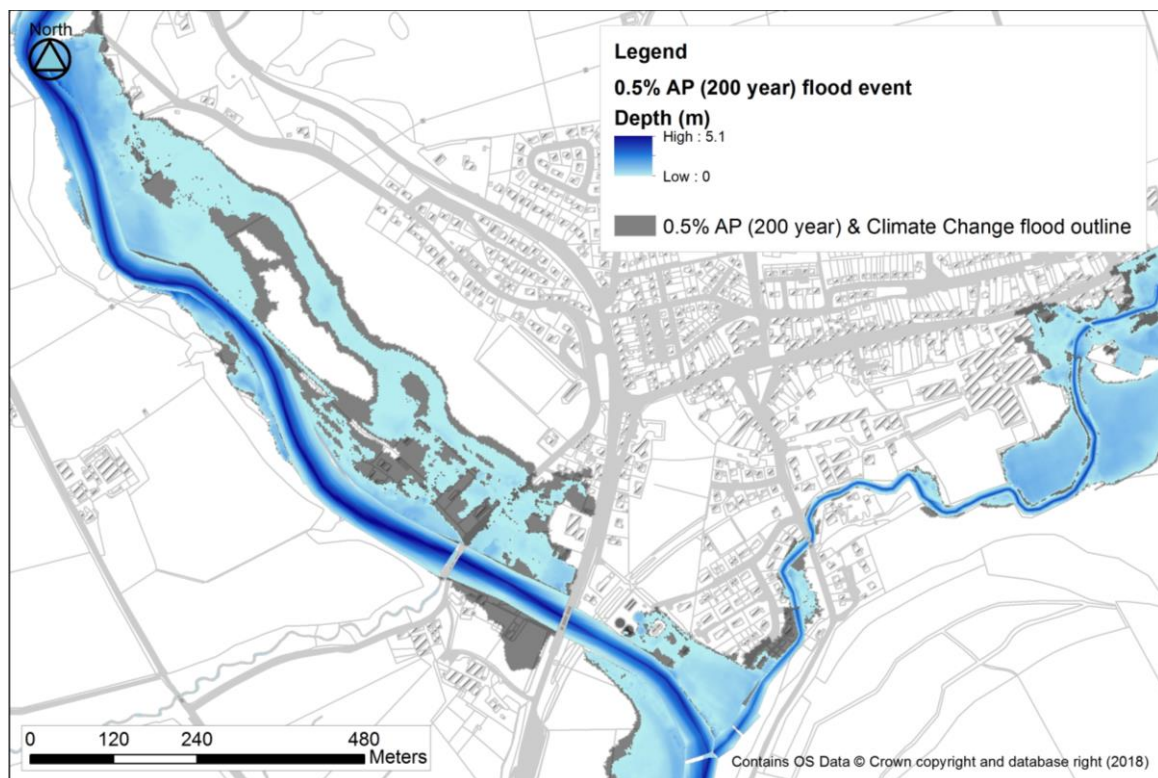 North
Legend
0.5% AP (200 year) flood event
Depth (m)
High : 5.1
Low : 0
0.5% AP (200 year) & Climate Change flood outline
0 120 240 480
Meters
Contains OS Data © Crown copyright and database right (2018)